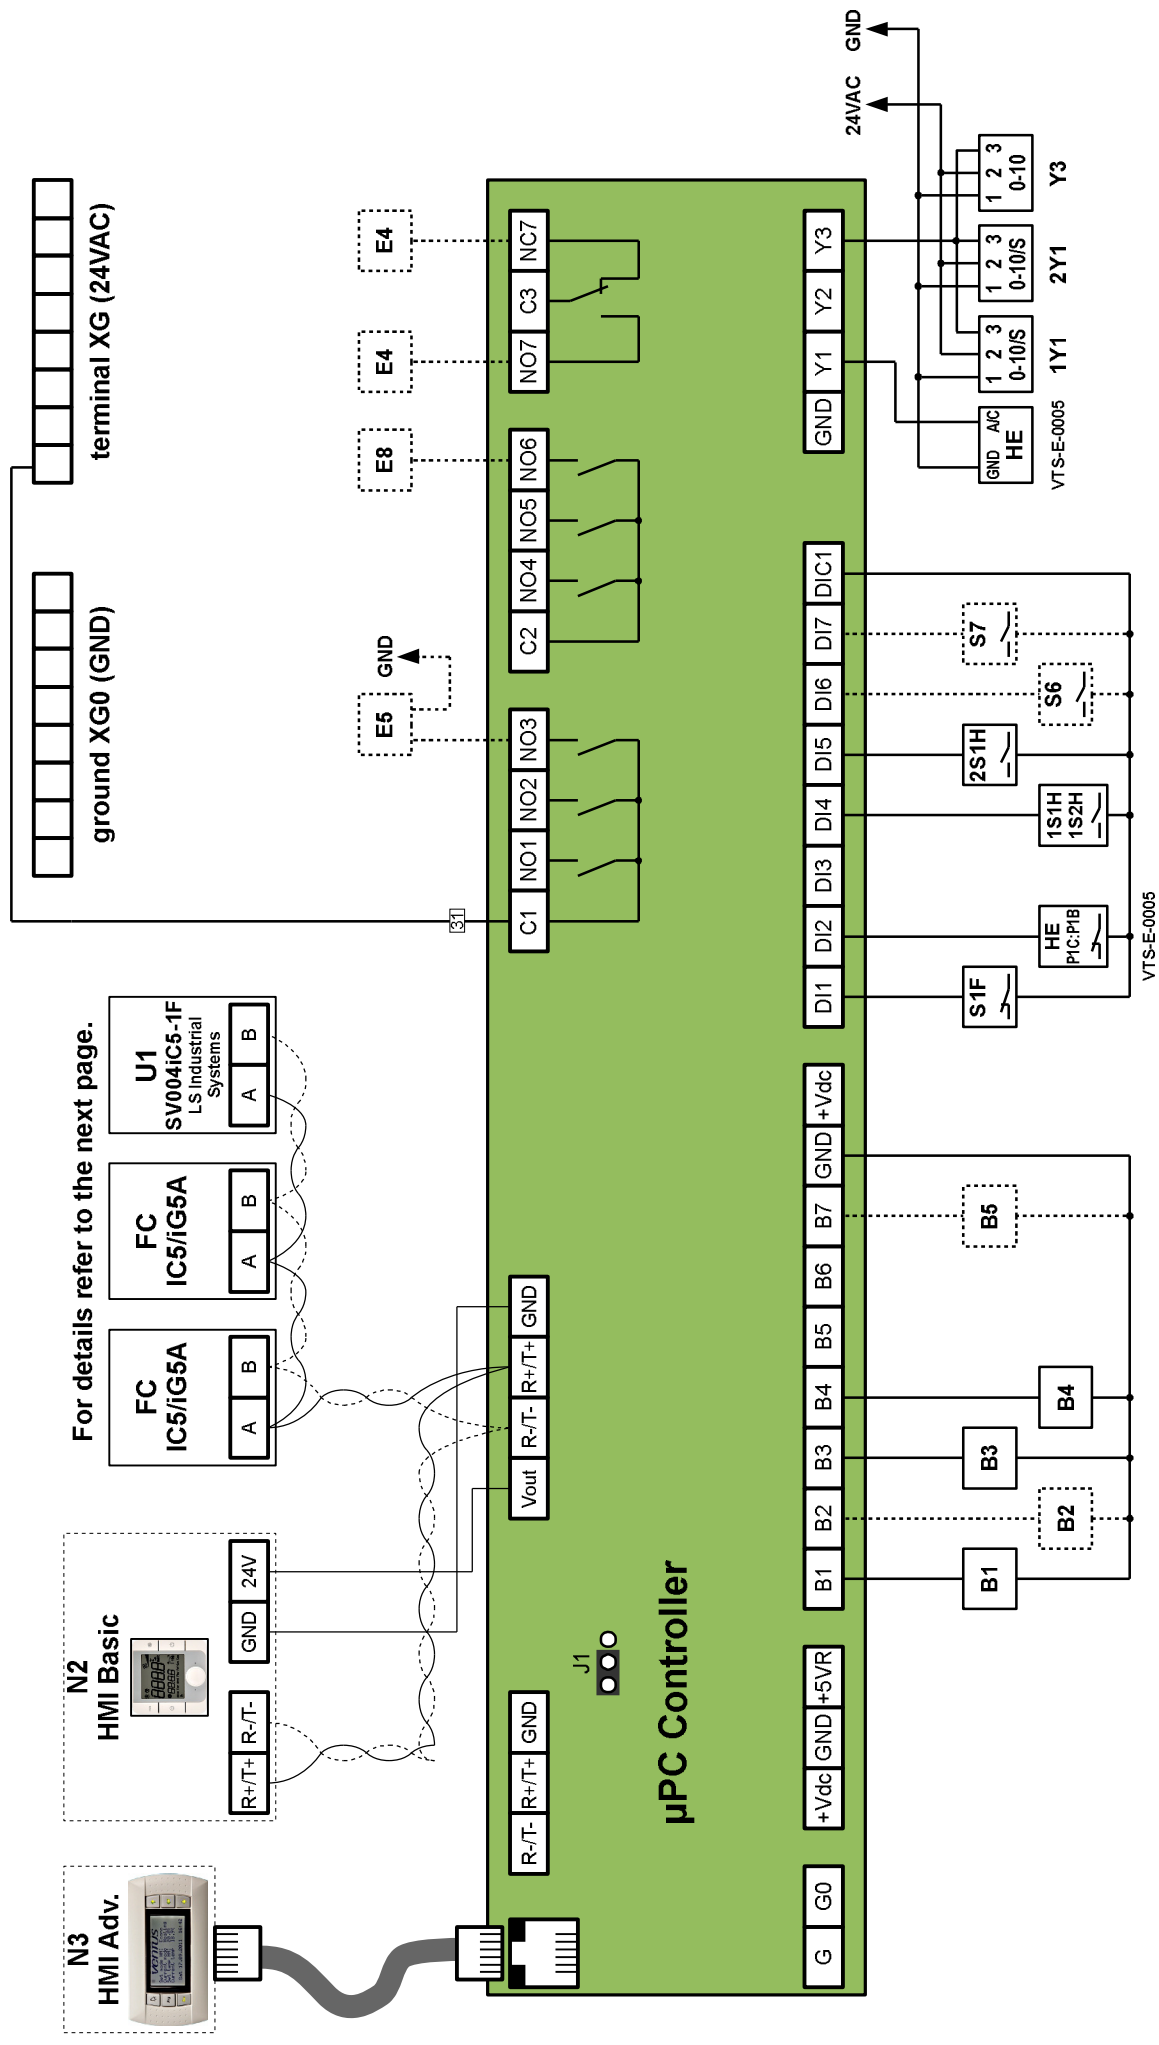 N3
HMI Adv.
VENTUS
N2
HMI Basic
R+/T+ R-/T- GND 24V
For details refer to the next page.
FC
IC5/iG5A
A B
FC
IC5/iG5A
A B
U1
SV004iC5-1F
LS Industrial
Systems
A B
ground XG0 (GND)
terminal XG (24VAC)
31
E5
GND
E8
E4
E4
R-/T- R+/T+ GND
Vout R-/T- R+/T+ GND
C1 NO1 NO2 NO3
C2 NO4 NO5 NO6
NO7 C3 NC7
J1
µPC Controller
G G0
+Vdc GND +5VR
B1 B2 B3 B4 B5 B6 B7 GND +Vdc
DI1 DI2 DI3 DI4 DI5 DI6 DI7 DIC1
GND Y1 Y2 Y3
24VAC
GND
B1
B2
B3
B4
B5
S1F
HE
P1C:P1B
1S1H
1S2H
2S1H
S6
S7
VTS-E-0005
GND A/C
HE
VTS-E-0005
1 2 3
0-10/S
1Y1
1 2 3
0-10/S
2Y1
1 2 3
0-10
Y3